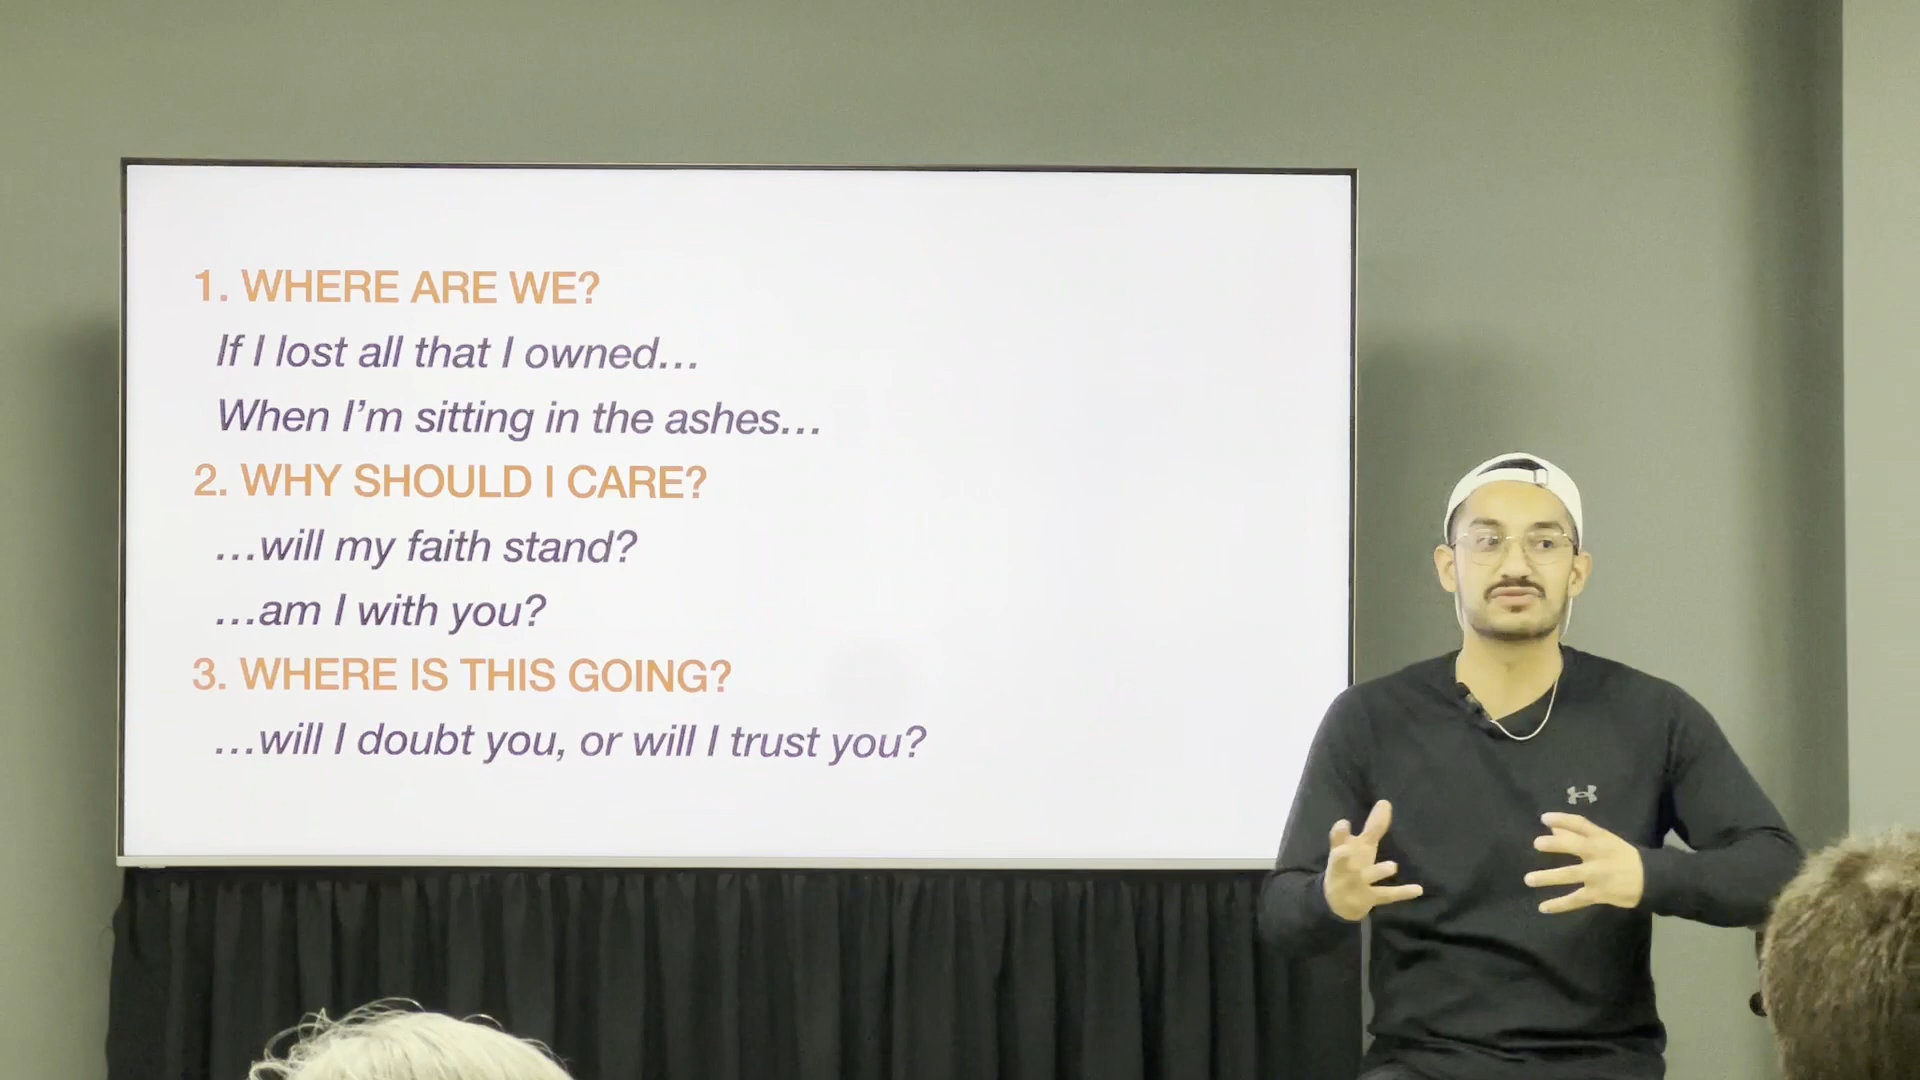 1. WHERE ARE WE?
If I lost all that I owned…
When I’m sitting in the ashes…
2. WHY SHOULD I CARE?
…will my faith stand?
…am I with you?
3. WHERE IS THIS GOING?
…will I doubt you, or will I trust you?